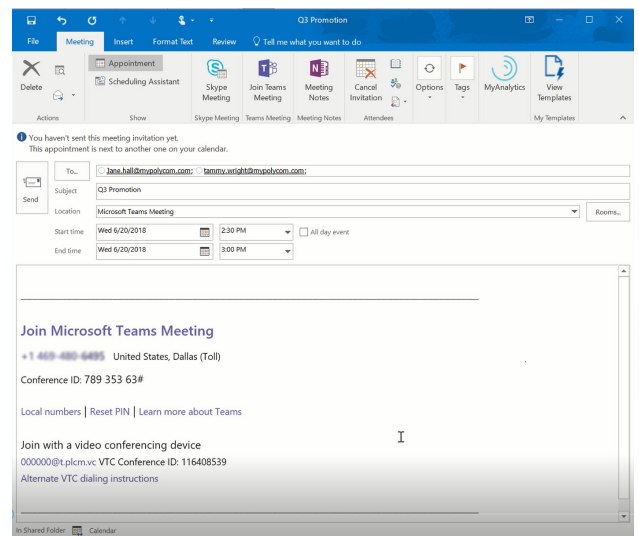 Q3 Promotion
File Meeting Insert Format Text Review Tell me what you want to do
Delete
Actions
Appointment
Scheduling Assistant
Show
Skype Meeting
Skype Meeting
Join Teams Meeting
Teams Meeting
Meeting Notes
Meeting Notes
Cancel Invitation
Attendees
Options
Tags
MyAnalytics
View Templates
My Templates
You haven't sent this meeting invitation yet.
This appointment is next to another one on your calendar.
Send
To... Jane.hall@mypolycom.com; tammy.wright@mypolycom.com;
Subject Q3 Promotion
Location Microsoft Teams Meeting Rooms...
Start time Wed 6/20/2018 2:30 PM All day event
End time Wed 6/20/2018 3:00 PM
Join Microsoft Teams Meeting
United States, Dallas (Toll)
Conference ID: 789 353 63#
Local numbers | Reset PIN | Learn more about Teams
Join with a video conferencing device
000000@t.plcm.vc VTC Conference ID: 116408539
Alternate VTC dialing instructions
In Shared Folder Calendar